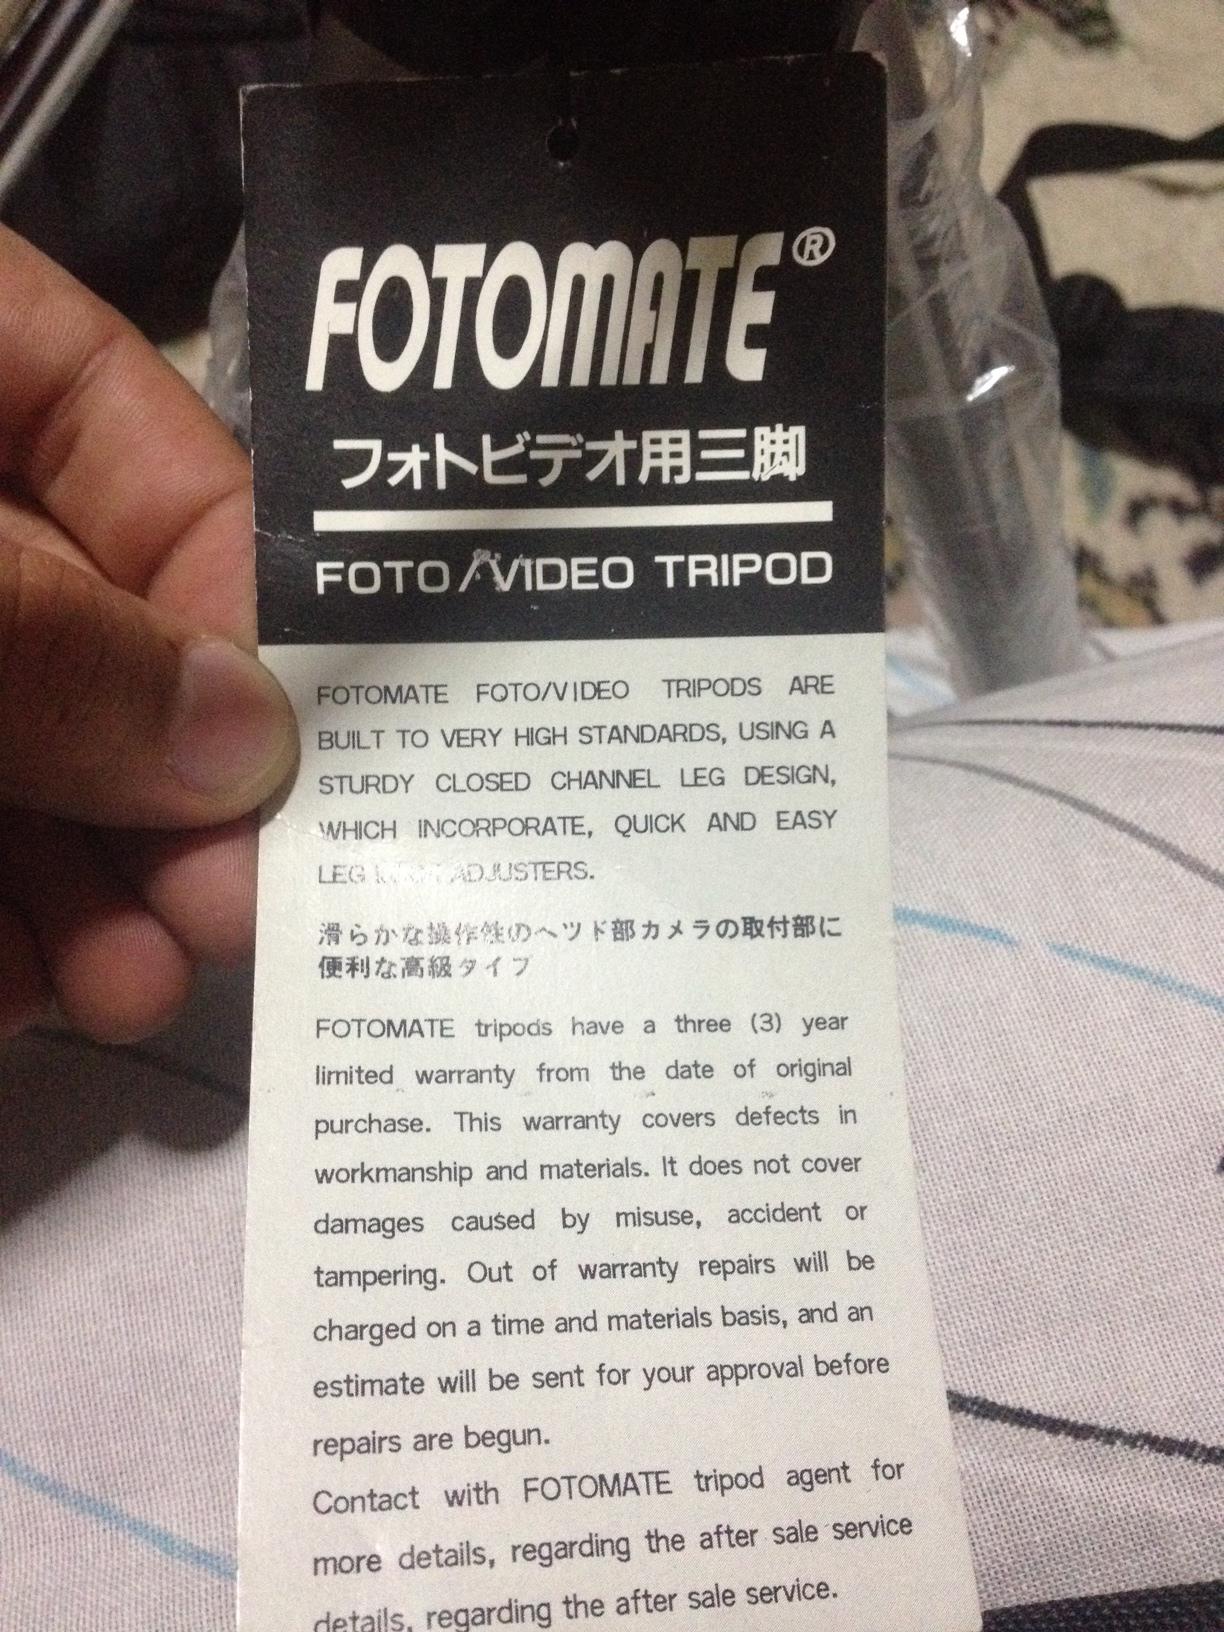 FOTOMATE®
フォトビデオ用三脚
FOTO/VIDEO TRIPOD
FOTOMATE FOTO/VIDEO TRIPODS ARE
BUILT TO VERY HIGH STANDARDS, USING A
STURDY CLOSED CHANNEL LEG DESIGN,
WHICH INCORPORATE, QUICK AND EASY
LEG ADJUSTERS.
滑らかな操作性のヘツド部カメラの取付部に
便利な高級タイプ
FOTOMATE tripods have a three (3) year
limited warranty from the date of original
purchase. This warranty covers defects in
workmanship and materials. It does not cover
damages caused by misuse, accident or
tampering. Out of warranty repairs will be
charged on a time and materials basis, and an
estimate will be sent for your approval before
repairs are begun.
Contact with FOTOMATE tripod agent for
more details, regarding the after sale service
details, regarding the after sale service.